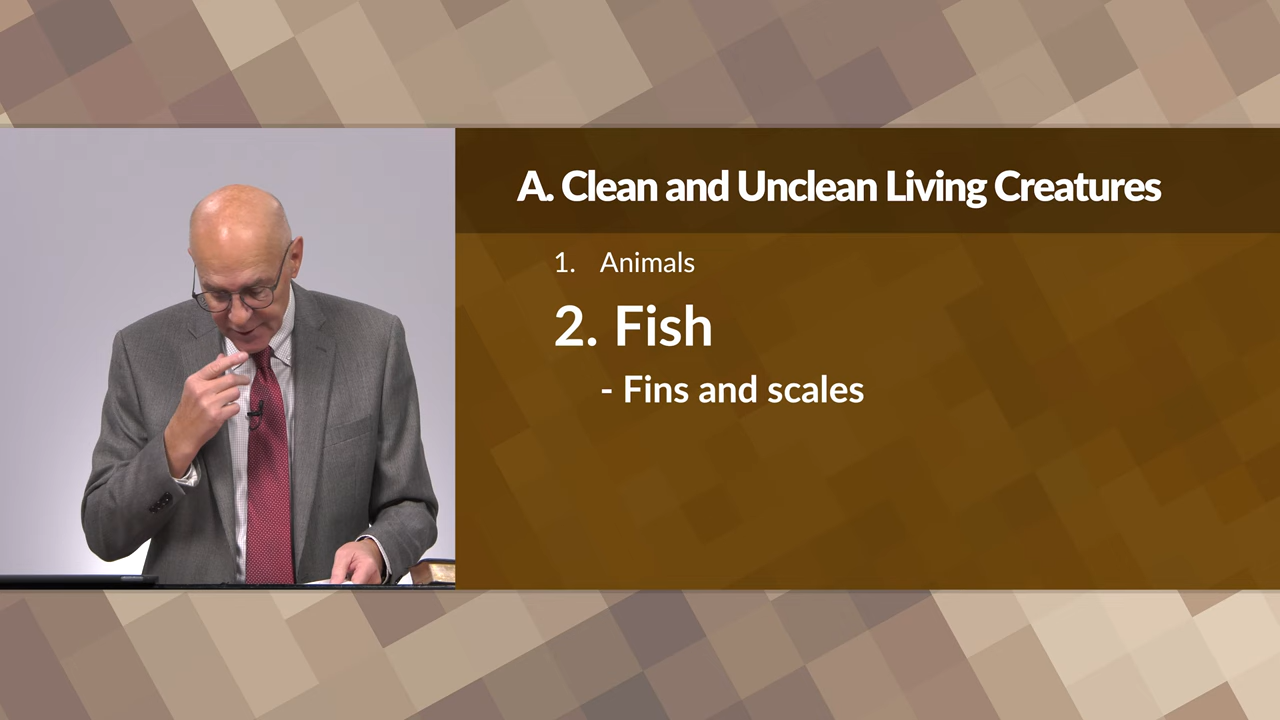 A. Clean and Unclean Living Creatures
1. Animals
2. Fish
- Fins and scales